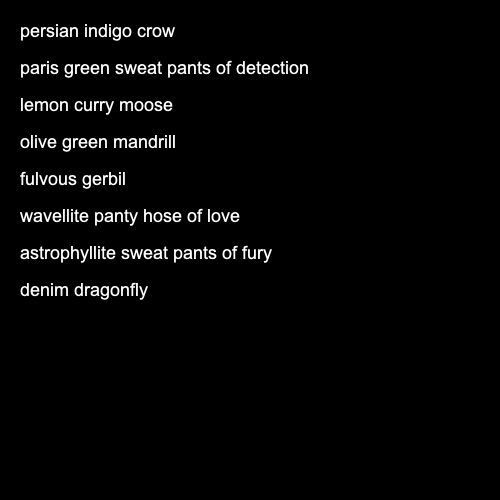 persian indigo crow
paris green sweat pants of detection
lemon curry moose
olive green mandrill
fulvous gerbil
wavellite panty hose of love
astrophyllite sweat pants of fury
denim dragonfly